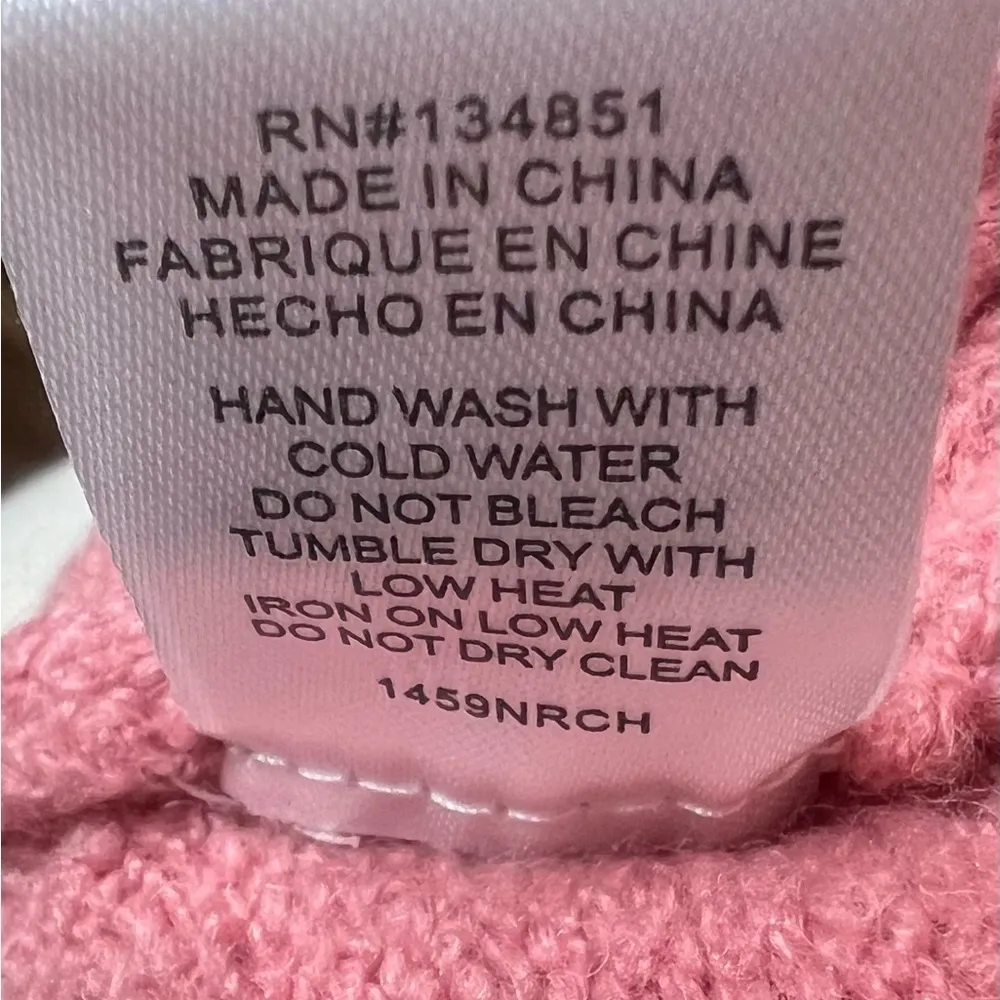 RN#134851
MADE IN CHINA
FABRIQUE EN CHINE
HECHO EN CHINA
HAND WASH WITH
COLD WATER
DO NOT BLEACH
TUMBLE DRY WITH
LOW HEAT
IRON ON LOW HEAT
DO NOT DRY CLEAN
1459NRCH